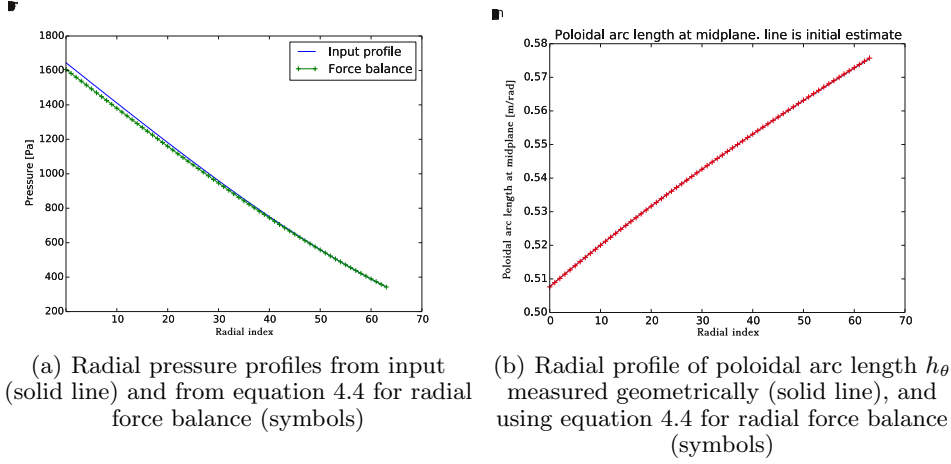 1800
1600
1400
1200
1000
800
600
400
200
Pressure [Pa]
Input profile
Force balance
10
20
30
40
50
60
70
Radial index
(a) Radial pressure profiles from input
(solid line) and from equation 4.4 for radial
force balance (symbols)
Poloidal arc length at midplane. line is initial estimate
0.58
0.57
0.56
0.55
0.54
0.53
0.52
0.51
0.50
Poloidal arc length at midplane [m/rad]
0
10
20
30
40
50
60
70
Radial index
(b) Radial profile of poloidal arc length hθ
measured geometrically (solid line), and
using equation 4.4 for radial force balance
(symbols)